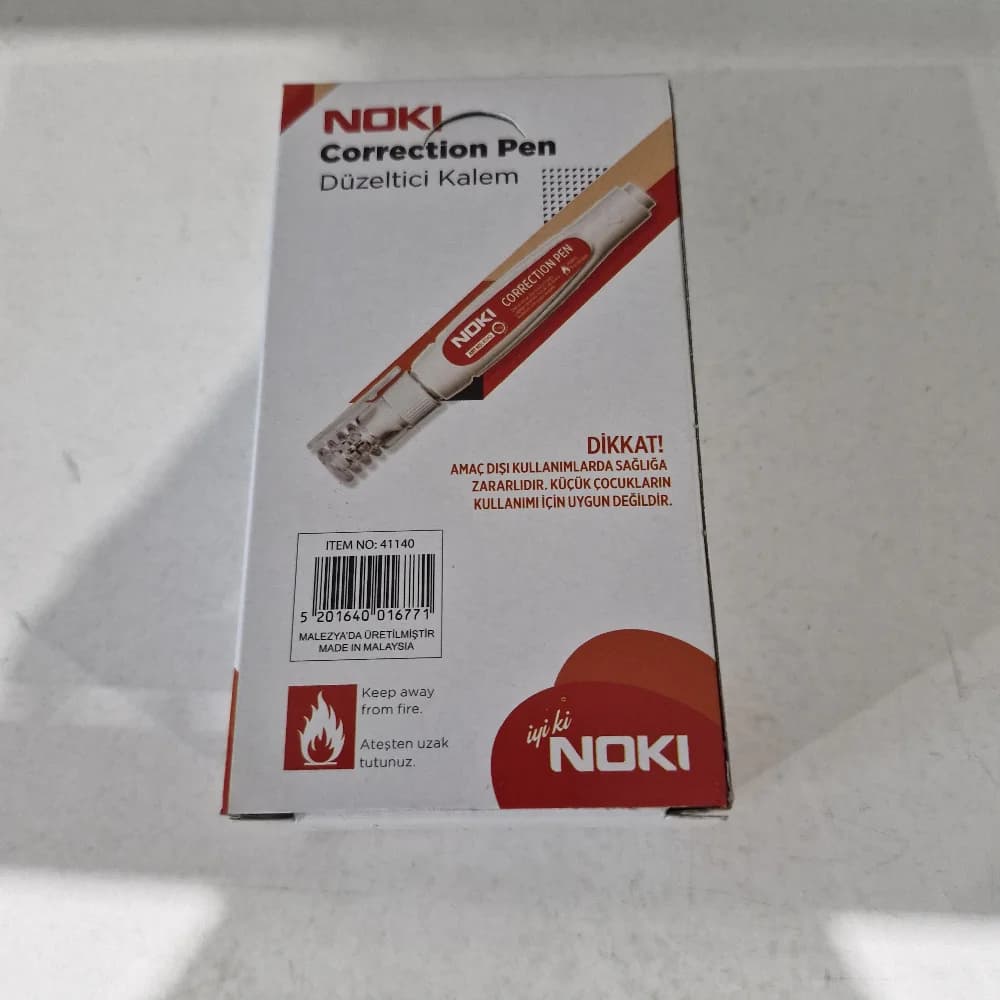 NOKI
Correction Pen
Düzeltici Kalem
NOKI
CORRECTION PEN
DİKKAT!
AMAÇ DIŞI KULLANIMLARDA SAĞLIĞA
ZARARLIDIR. KÜÇÜK ÇOCUKLARIN
KULLANIMI İÇİN UYGUN DEĞİLDİR.
ITEM NO: 41140
5 201640 016771
MALEZYA'DA ÜRETİLMİŞTİR
MADE IN MALAYSIA
Keep away
from fire.
Ateşten uzak
tutunuz.
iyi ki
NOKI